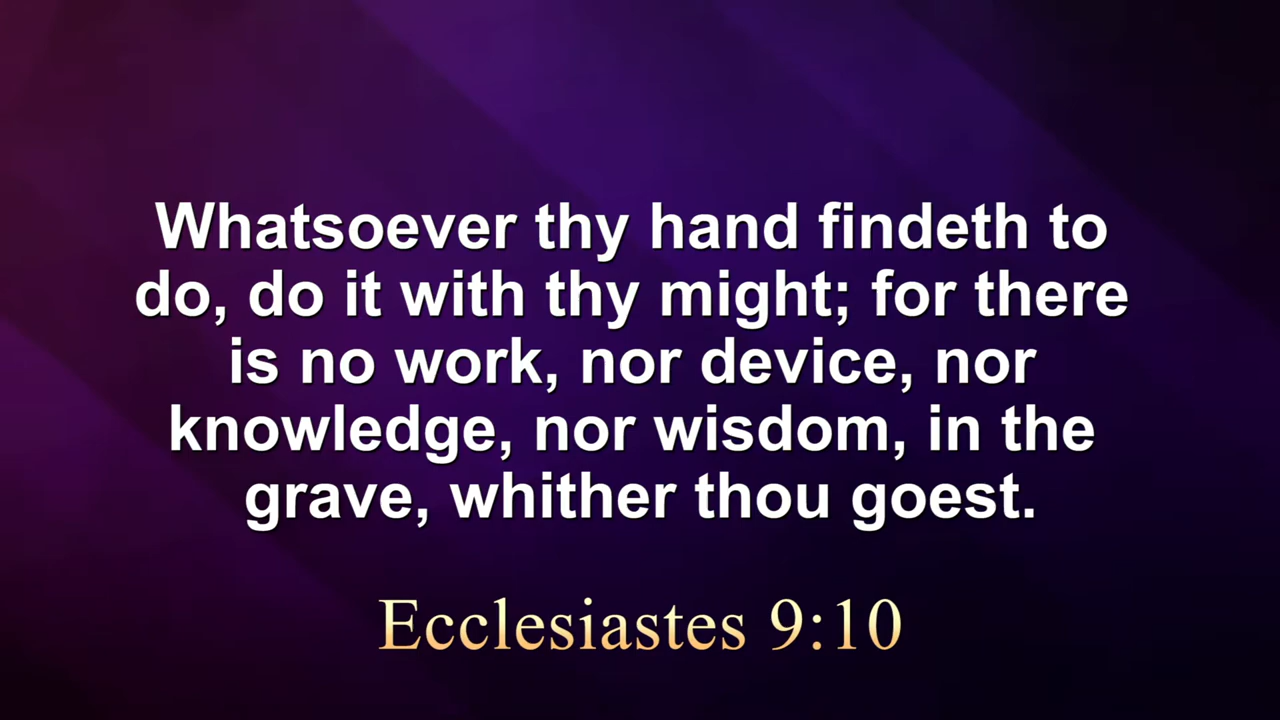 Whatsoever thy hand findeth to
do, do it with thy might; for there
is no work, nor device, nor
knowledge, nor wisdom, in the
grave, whither thou goest.
Ecclesiastes 9:10